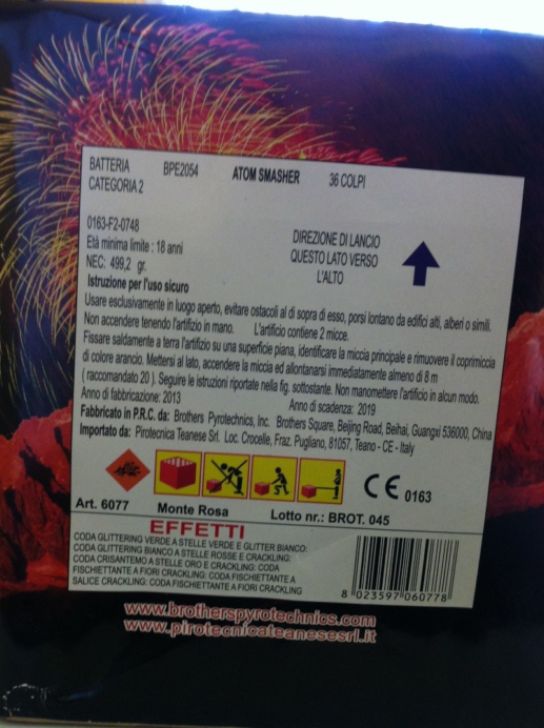 BATTERIA BPE2054 ATOM SMASHER 36 COLPI
CATEGORIA 2
0163-F2-0748
Età minima limite : 18 anni
NEC: 499,2 gr.
DIREZIONE DI LANCIO
QUESTO LATO VERSO
L'ALTO
Istruzione per l'uso sicuro
Usare esclusivamente in luogo aperto, evitare ostacoli al di sopra di esso, porsi lontano da edifici alti, alberi o simili.
Non accendere tenendo l'artifizio in mano. L'artificio contiene 2 micce.
Fissare saldamente a terra l'artifizio su una superficie piana, identificare la miccia principale e rimuovere il coprimiccia
di colore arancio. Mettersi al lato, accendere la miccia ed allontanarsi immediatamente almeno di 8 m
( raccomandato 20 ). Seguire le istruzioni riportate nella fig. sottostante. Non manomettere l'artificio in alcun modo.
Anno di fabbricazione: 2013 Anno di scadenza: 2019
Fabbricato in P.R.C. da: Brothers Pyrotechnics, Inc. Brothers Square, Beijing Road, Beihai, Guangxi 536000, China
Importato da: Pirotecnica Teanese Srl. Loc. Crocelle, Fraz. Pugliano, 81057, Teano - CE - Italy
CE 0163
Art. 6077 Monte Rosa Lotto nr.: BROT. 045
EFFETTI
CODA GLITTERING VERDE A STELLE VERDE E GLITTER BIANCO:
CODA GLITTERING BIANCO A STELLE ROSSE E CRACKLING:
CODA CRISANTEMO A STELLE ORO E CRACKLING: CODA
FISCHIETTANTE A FIORI CRACKLING: CODA FISCHIETTANTE A
SALICE CRACKLING: CODA FISCHIETTANTE A FIORI CRACKLING
8 023597 060778
www.brotherspyrotechnics.com
www.pirotecnicateanesesrl.it